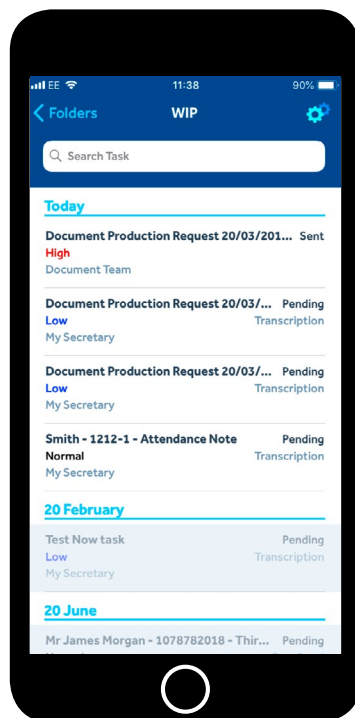 EE 11:38 90%
Folders WIP
Search Task
Today
Document Production Request 20/03/201... Sent
High
Document Team
Document Production Request 20/03/... Pending
Low Transcription
My Secretary
Document Production Request 20/03/... Pending
Low Transcription
My Secretary
Smith - 1212-1 - Attendance Note Pending
Normal Transcription
My Secretary
20 February
Test Now task Pending
Low Transcription
My Secretary
20 June
Mr James Morgan - 1078782018 - Thir... Pending